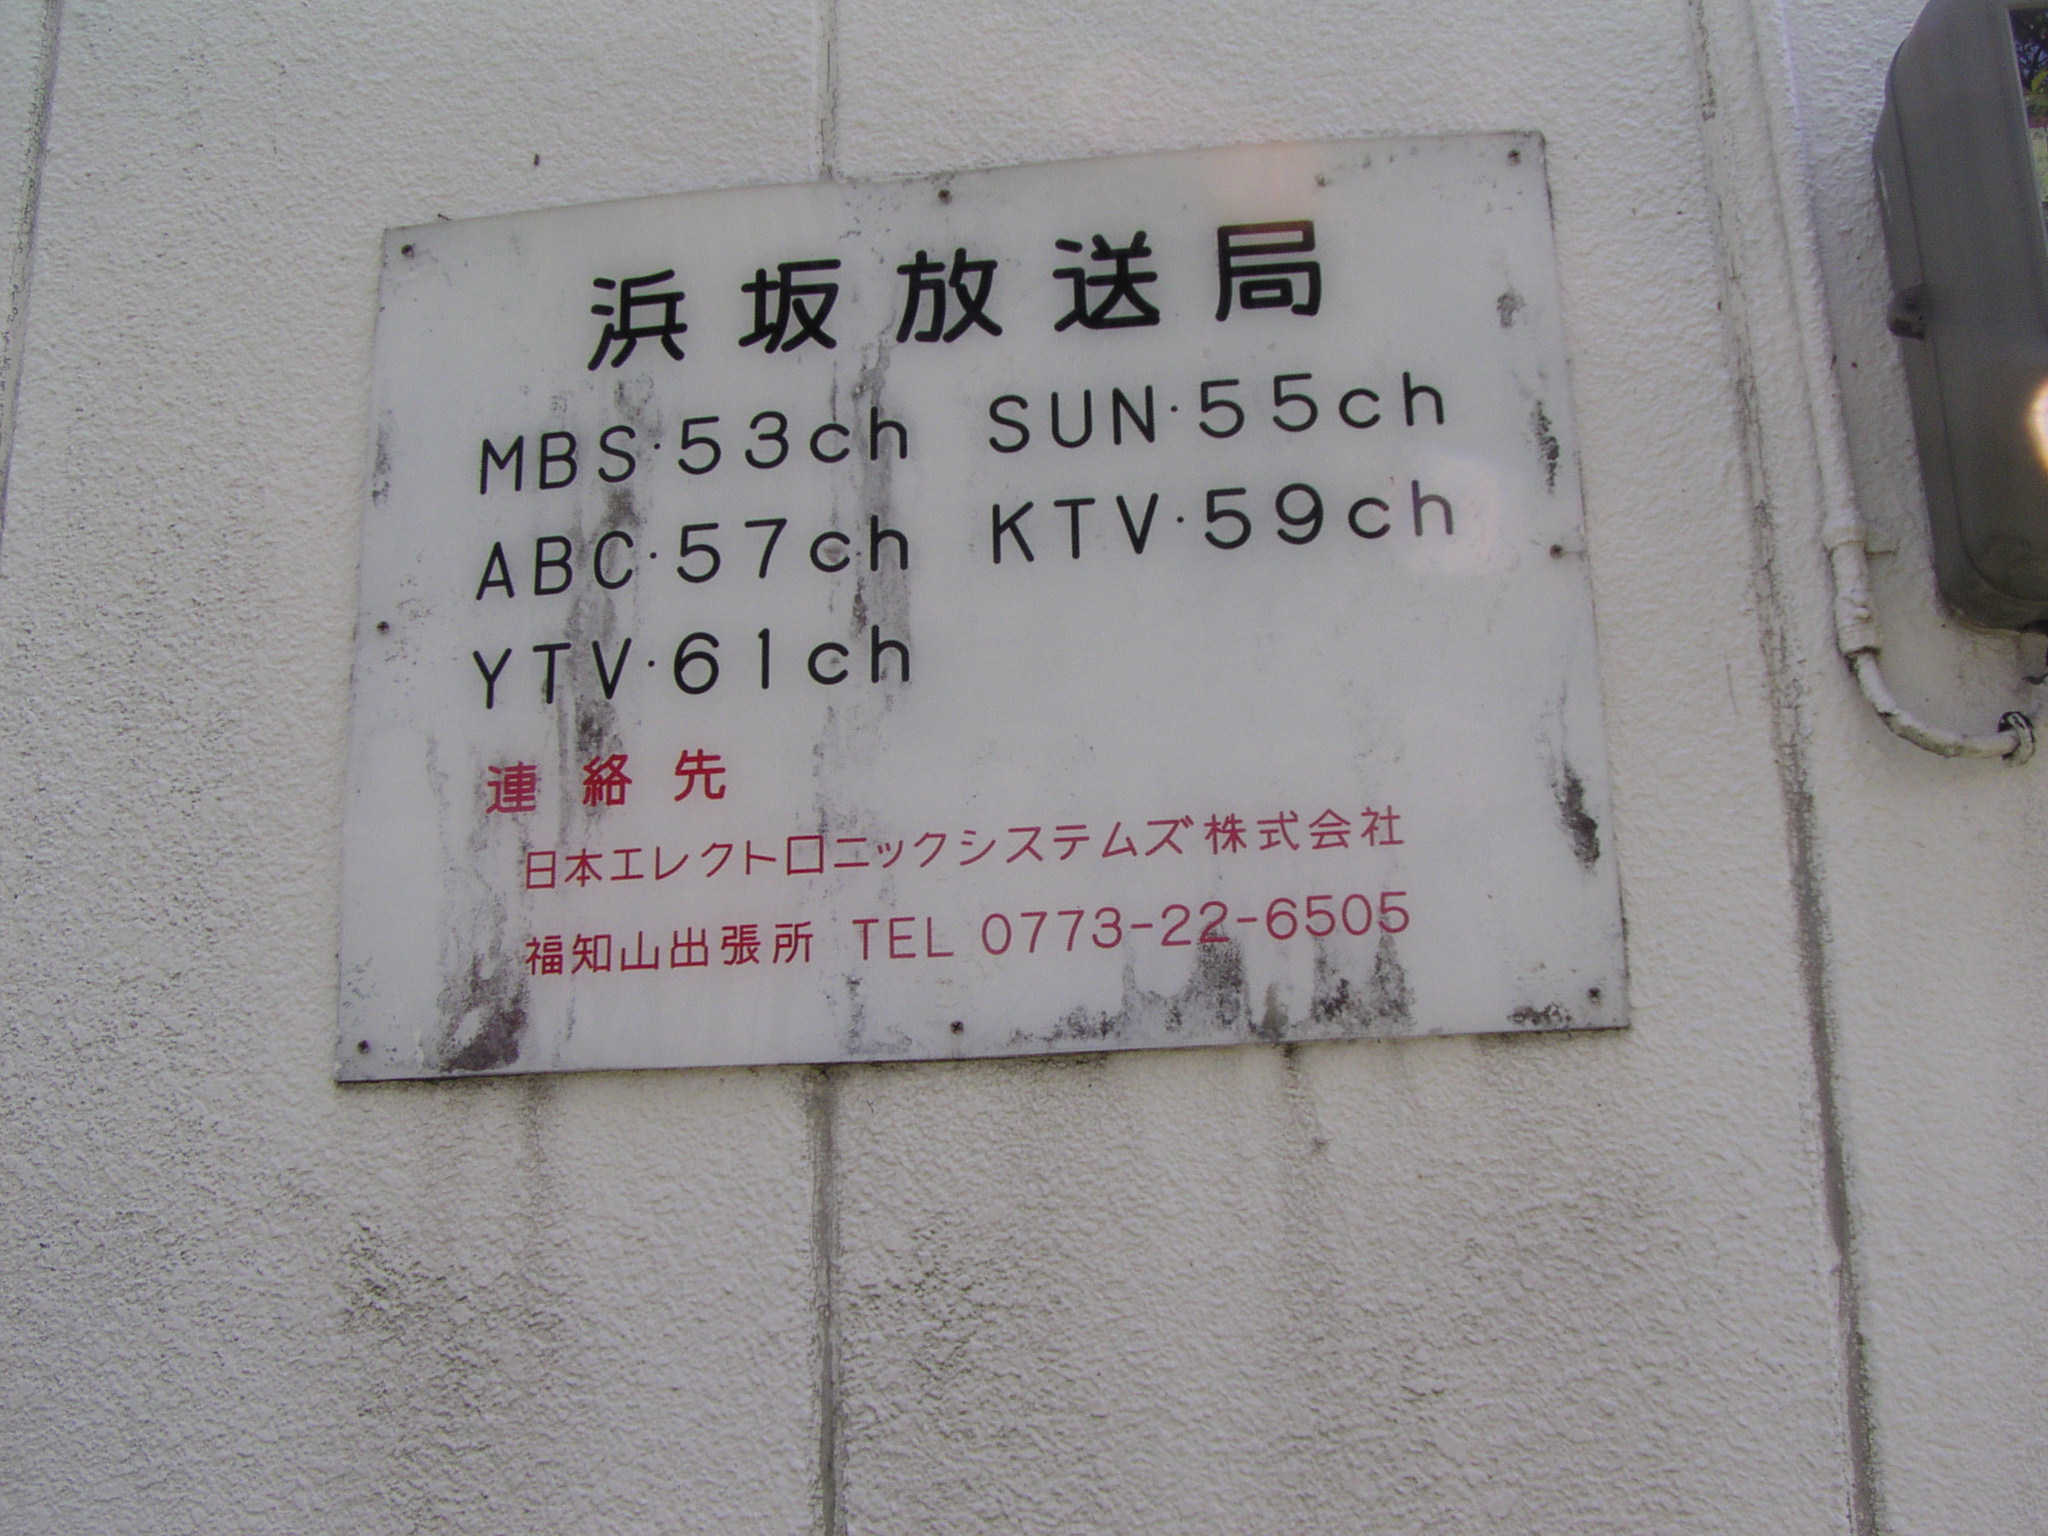 浜坂放送局
MBS・53ch SUN・55ch
ABC・57ch KTV・59ch
YTV・61ch
連絡先
日本エレクトロニックシステムズ株式会社
福知山出張所 TEL 0773-22-6505